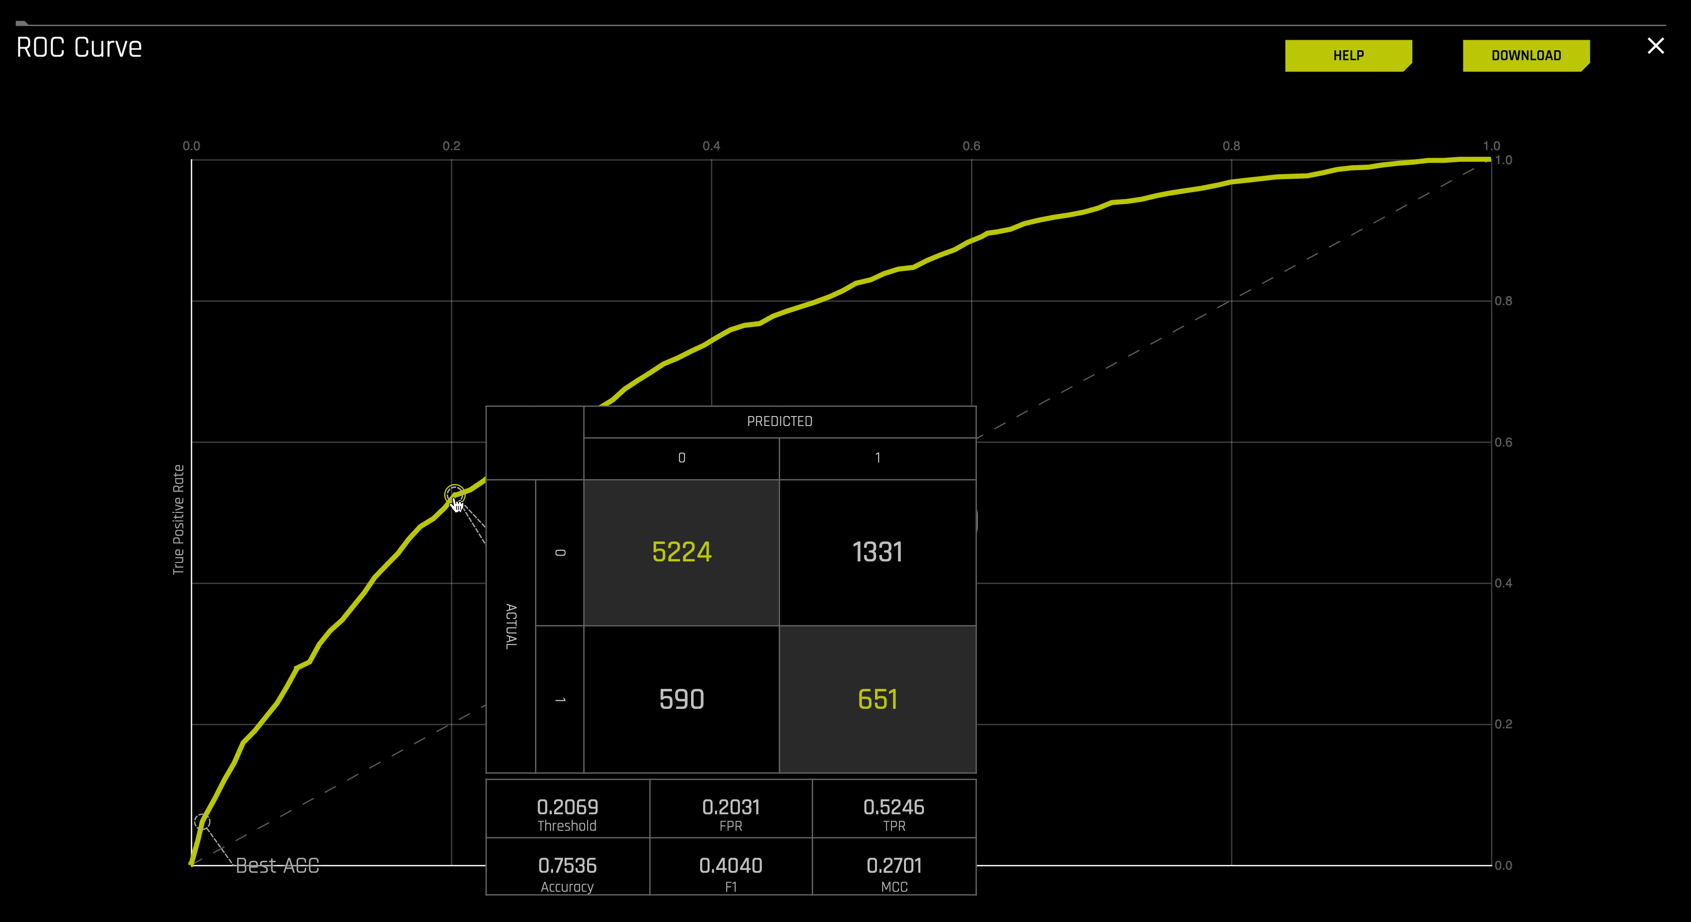 ROC Curve
HELP
DOWNLOAD
0.0 0.2 0.4 0.6 0.8 1.0
1.0
0.8
0.6
0.4
0.2
0.0
True Positive Rate
PREDICTED
0 1
ACTUAL
0 5224 1331
1 590 651
0.2069 0.2031 0.5246
Threshold FPR TPR
0.7536 0.4040 0.2701
Accuracy F1 MCC
Best ACC